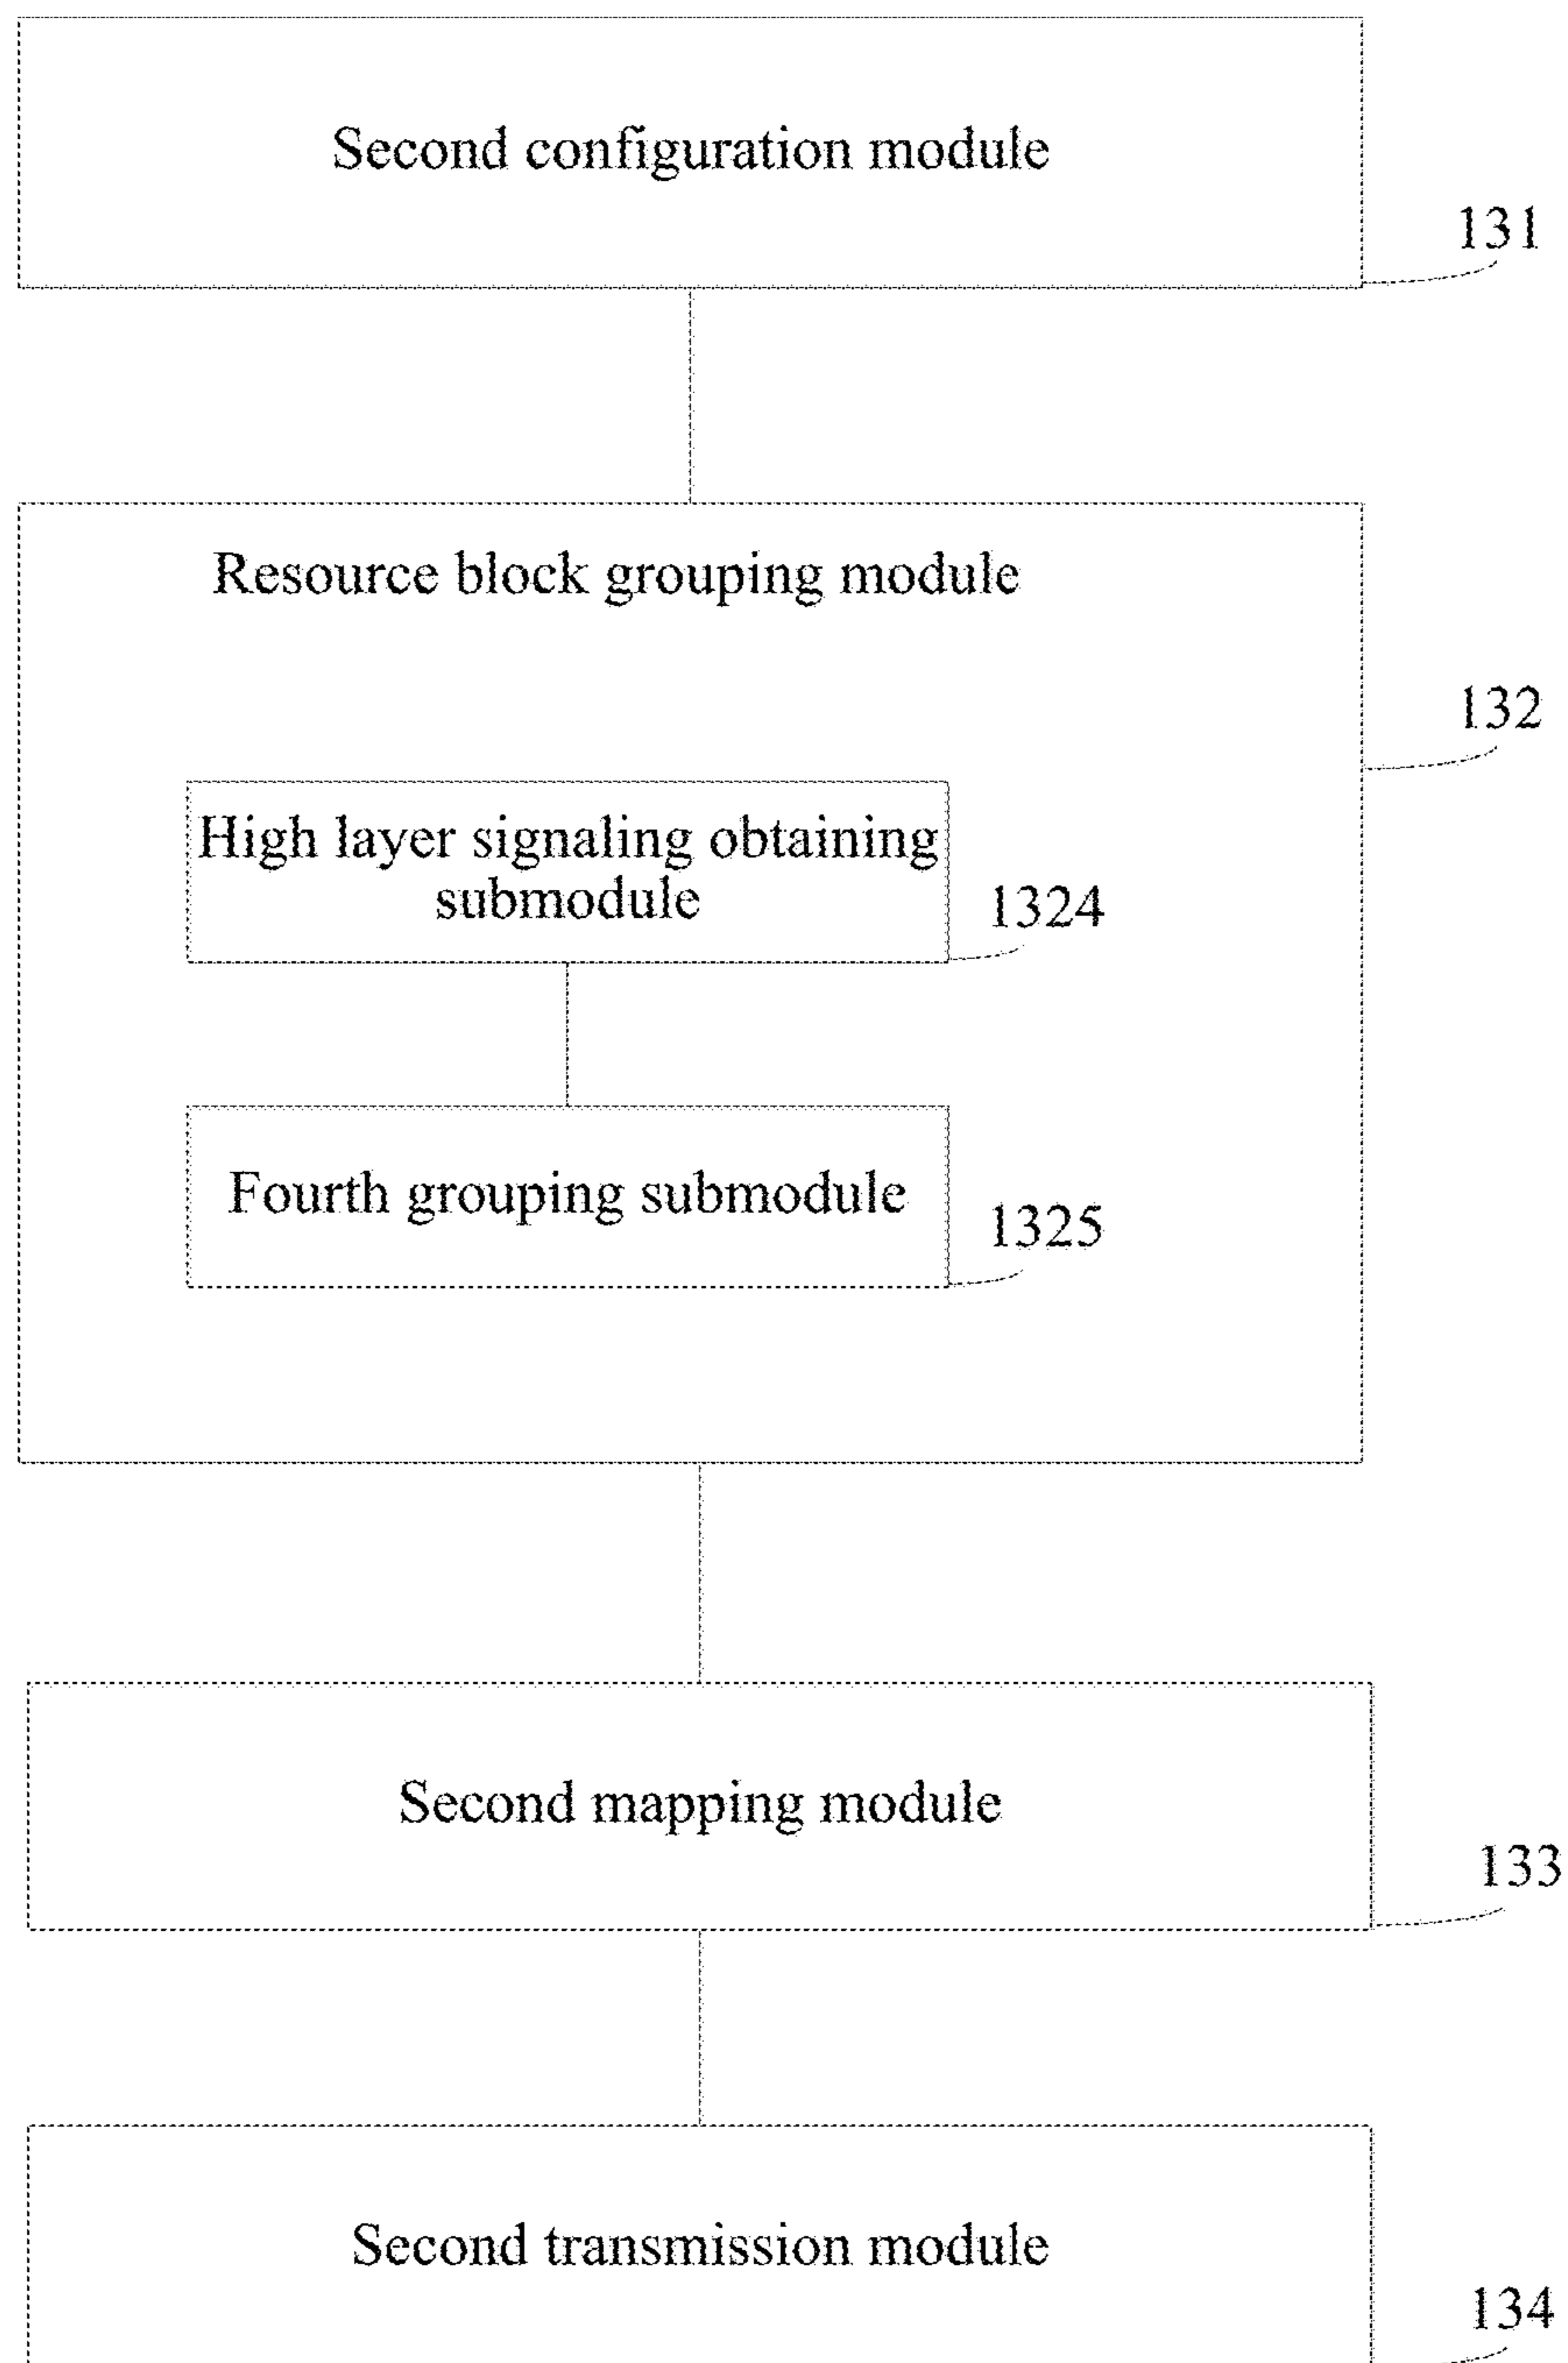 Second configuration module
131
Resource block grouping module
132
High layer signaling obtaining
submodule
1324
Fourth grouping submodule
1325
Second mapping module
133
Second transmission module
134